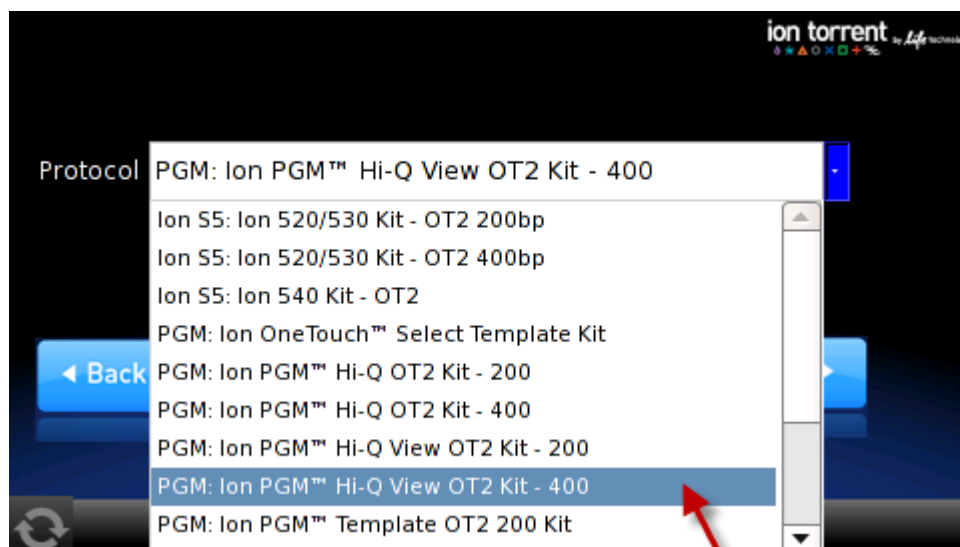 ion torrent
by life technologies
Protocol PGM: Ion PGM™ Hi-Q View OT2 Kit - 400
Ion S5: Ion 520/530 Kit - OT2 200bp
Ion S5: Ion 520/530 Kit - OT2 400bp
Ion S5: Ion 540 Kit - OT2
PGM: Ion OneTouch™ Select Template Kit
Back
PGM: Ion PGM™ Hi-Q OT2 Kit - 200
PGM: Ion PGM™ Hi-Q OT2 Kit - 400
PGM: Ion PGM™ Hi-Q View OT2 Kit - 200
PGM: Ion PGM™ Hi-Q View OT2 Kit - 400
PGM: Ion PGM™ Template OT2 200 Kit